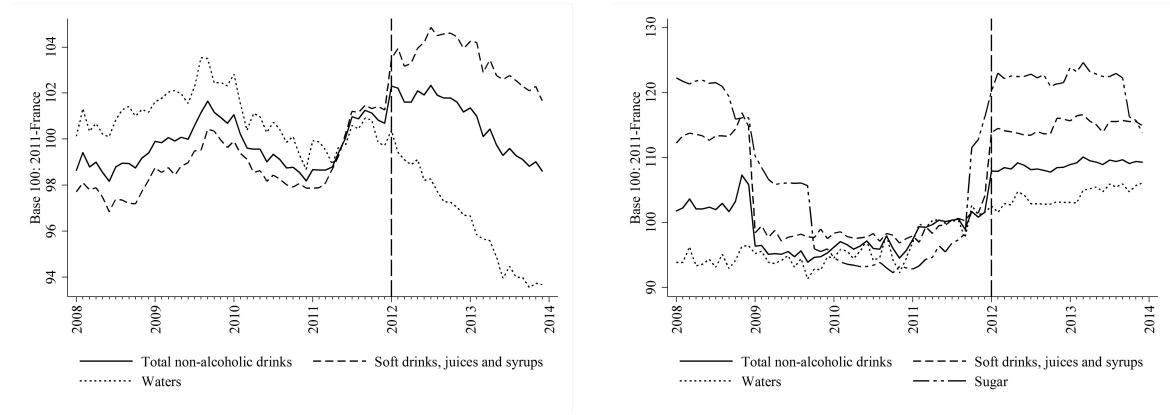 Base 100: 2011-France
104
102
100
98
96
94
2008
2009
2010
2011
2012
2013
2014
Total non-alcoholic drinks
Soft drinks, juices and syrups
Waters
Base 100: 2011-France
130
120
110
100
90
2008
2009
2010
2011
2012
2013
2014
Total non-alcoholic drinks
Soft drinks, juices and syrups
Waters
Sugar